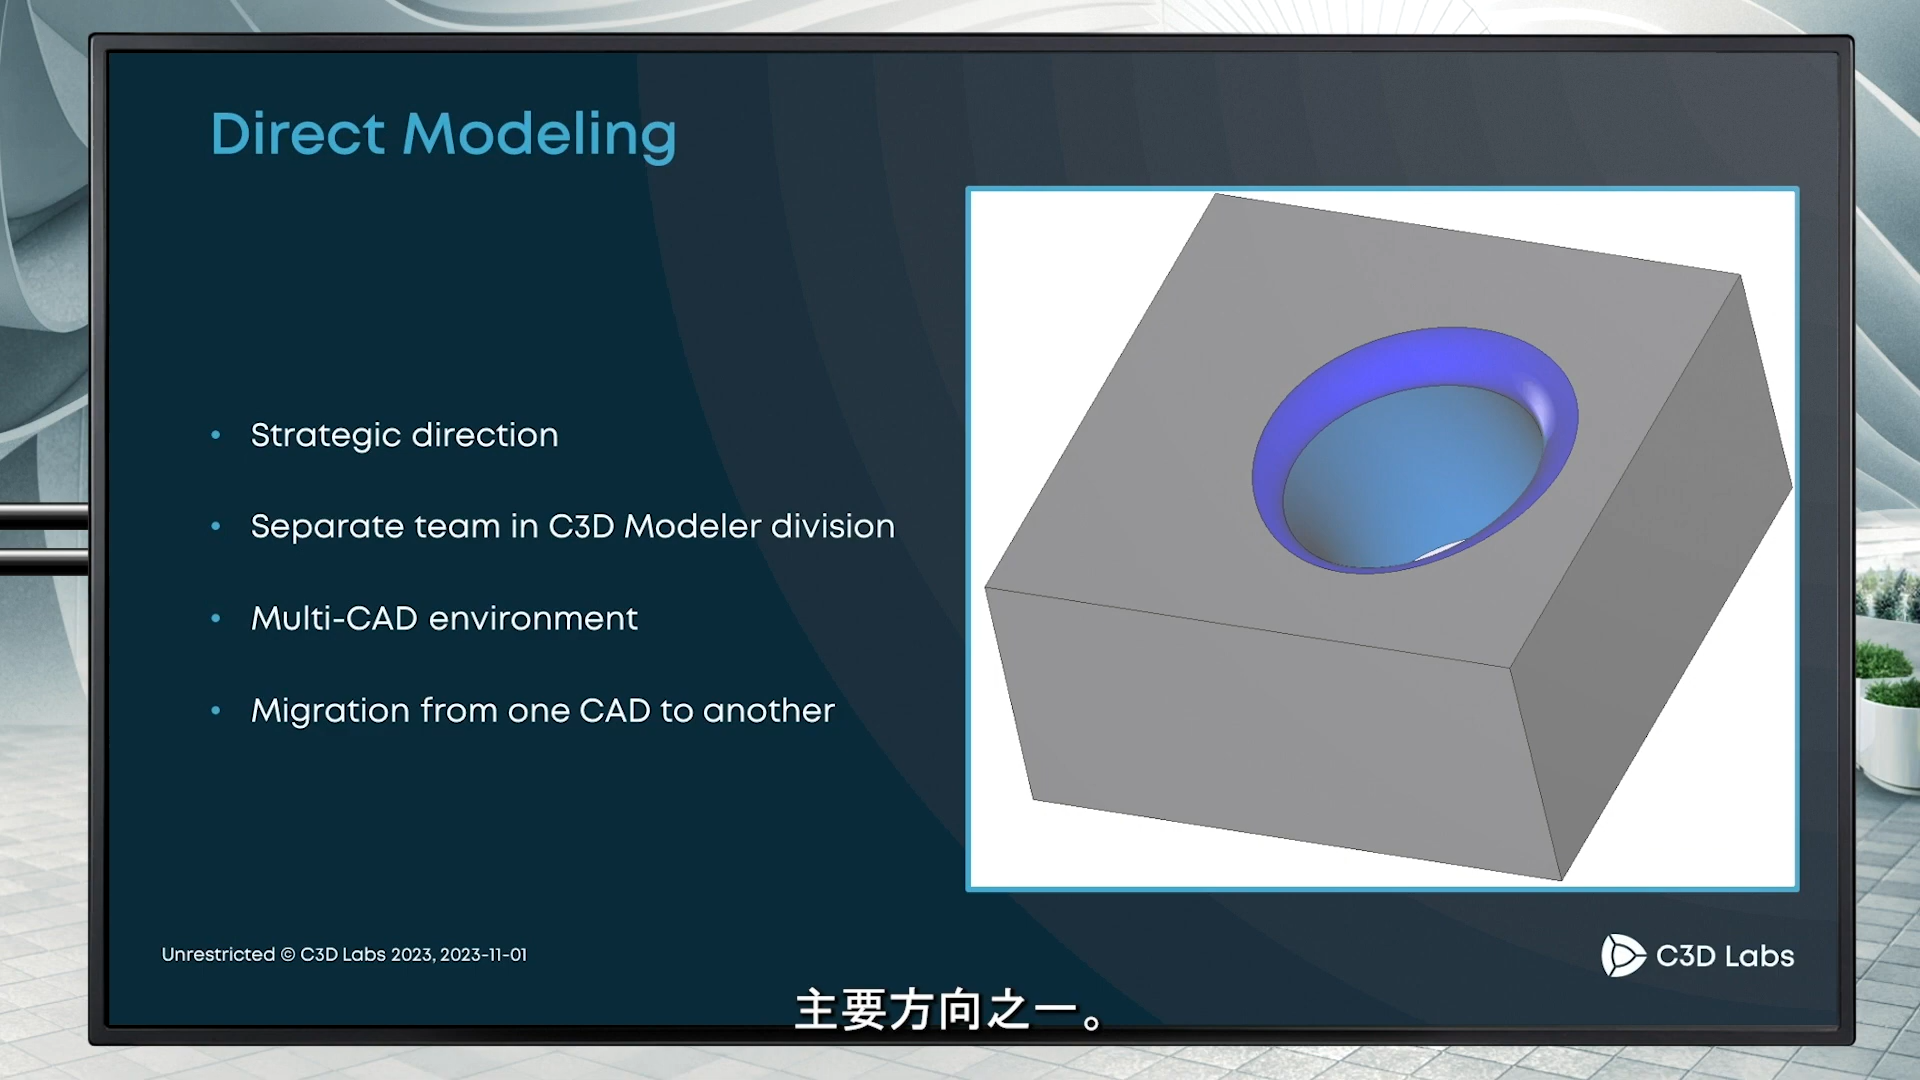 Direct Modeling
• Strategic direction
• Separate team in C3D Modeler division
• Multi-CAD environment
• Migration from one CAD to another
Unrestricted © C3D Labs 2023, 2023-11-01
C3D Labs
主要方向之一。